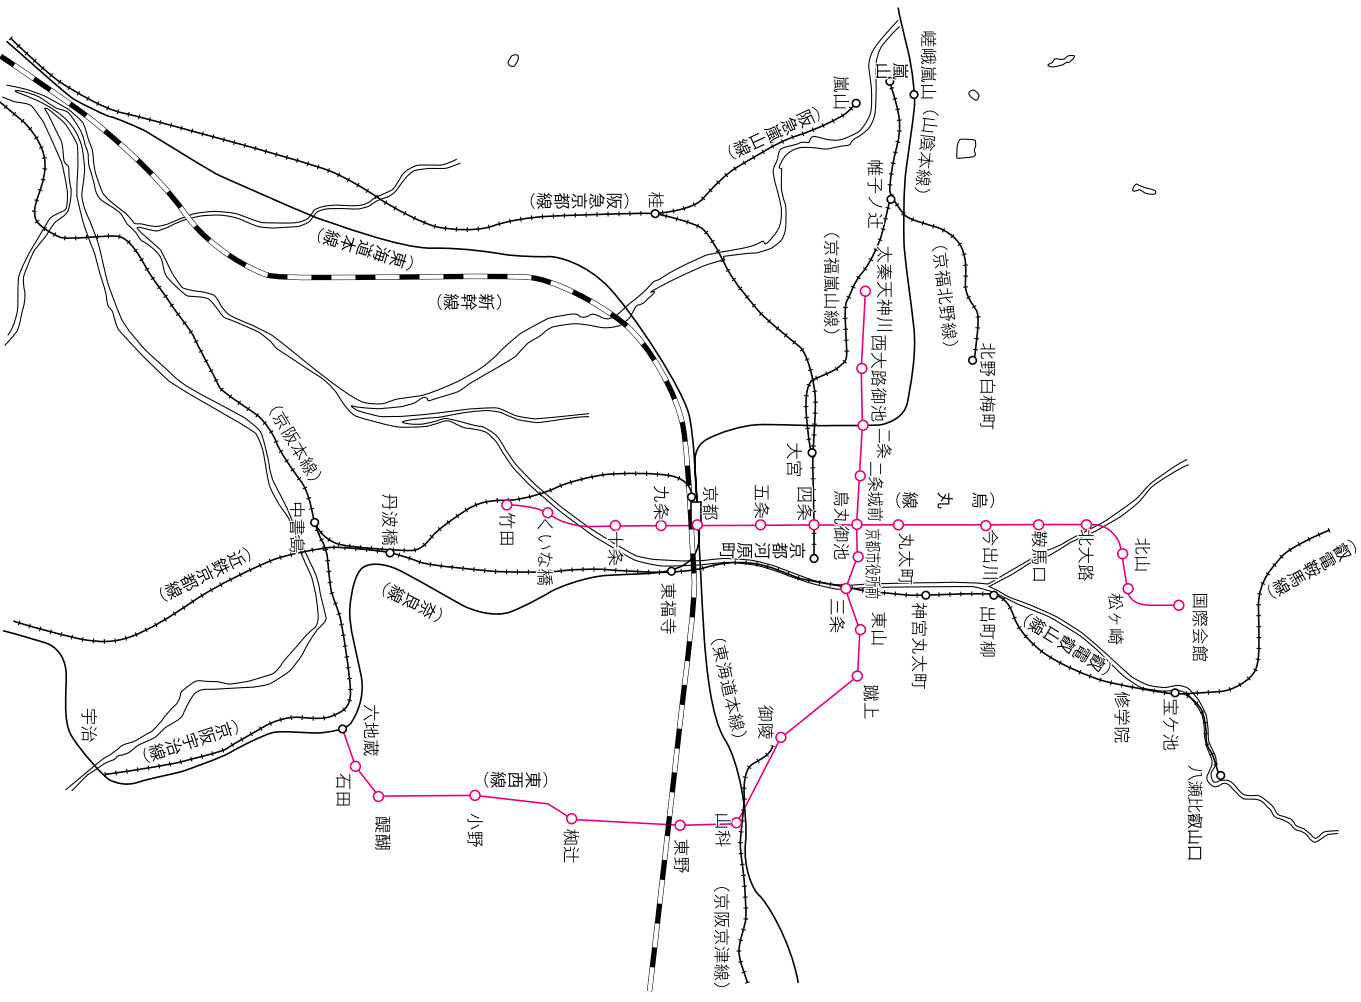 嵯峨嵐山
(山陰本線)
嵐山
嵐山
(阪急嵐山線)
帷子ノ辻
(京福嵐山線)
(京福北野線)
北野白梅町
桂
(阪急京都線)
(東海道本線)
(新幹線)
太秦天神川
西大路御池
二条
大宮
二条城前
烏丸御池
京都市役所前
三条
東山
蹴上
御陵
山科
東野
椥辻
小野
醍醐
石田
六地蔵
(東西線)
(烏丸線)
国際会館
松ヶ崎
北山
北大路
鞍馬口
今出川
丸太町
四条
五条
京都
九条
十条
くいな橋
竹田
京都河原町
神宮丸太町
出町柳
(叡電叡山線)
修学院
宝ケ池
(叡電鞍馬線)
八瀬比叡山口
東福寺
(東海道本線)
(京阪京津線)
(奈良線)
丹波橋
中書島
(京阪本線)
(近鉄京都線)
(京阪宇治線)
宇治